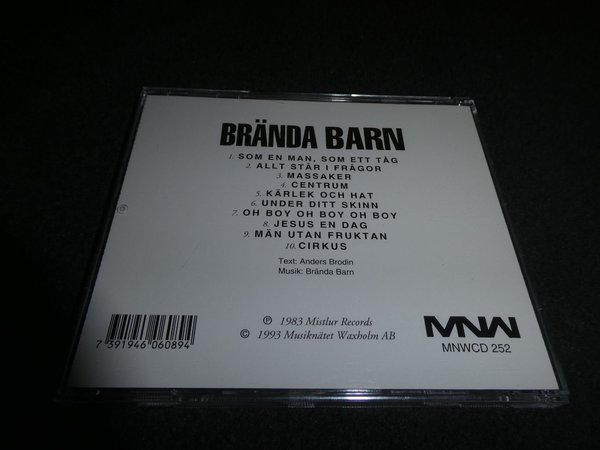 BRÄNDA BARN
1. SOM EN MAN, SOM ETT TÅG
2. ALLT STÅR I FRÅGOR
3. MASSAKER
4. CENTRUM
5. KÄRLEK OCH HAT
6. UNDER DITT SKINN
7. OH BOY OH BOY OH BOY
8. JESUS EN DAG
9. MÄN UTAN FRUKTAN
10. CIRKUS
Text: Anders Brodin
Musik: Brända Barn
℗ 1983 Mistlur Records
© 1993 Musiknätet Waxholm AB
7 391946 060894
MNW
MNWCD 252